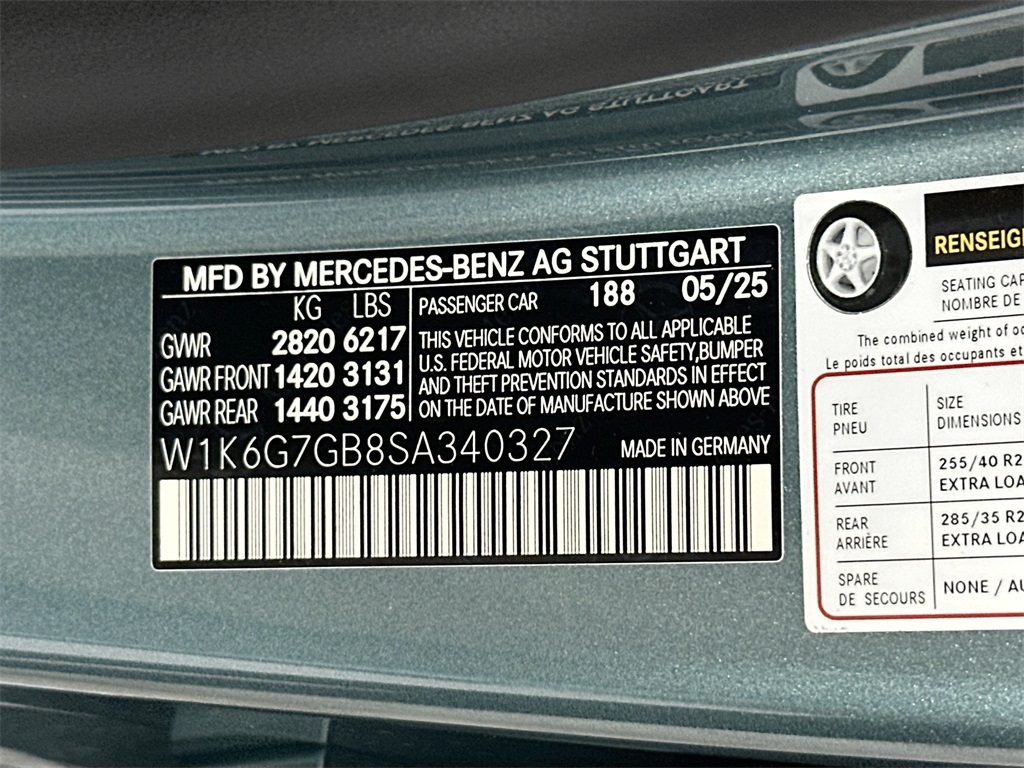 MFD BY MERCEDES-BENZ AG STUTTGART
KG LBS
GVWR 2820 6217
GAWR FRONT 1420 3131
GAWR REAR 1440 3175
PASSENGER CAR 188 05/25
THIS VEHICLE CONFORMS TO ALL APPLICABLE
U.S. FEDERAL MOTOR VEHICLE SAFETY,BUMPER
AND THEFT PREVENTION STANDARDS IN EFFECT
ON THE DATE OF MANUFACTURE SHOWN ABOVE
W1K6G7GB8SA340327 MADE IN GERMANY
RENSEIG
SEATING CAP
NOMBRE DE
The combined weight of oc
Le poids total des occupants et
TIRE SIZE
PNEU DIMENSIONS
FRONT 255/40 R2
AVANT EXTRA LOA
REAR 285/35 R2
ARRIÈRE EXTRA LOA
SPARE NONE / AU
DE SECOURS